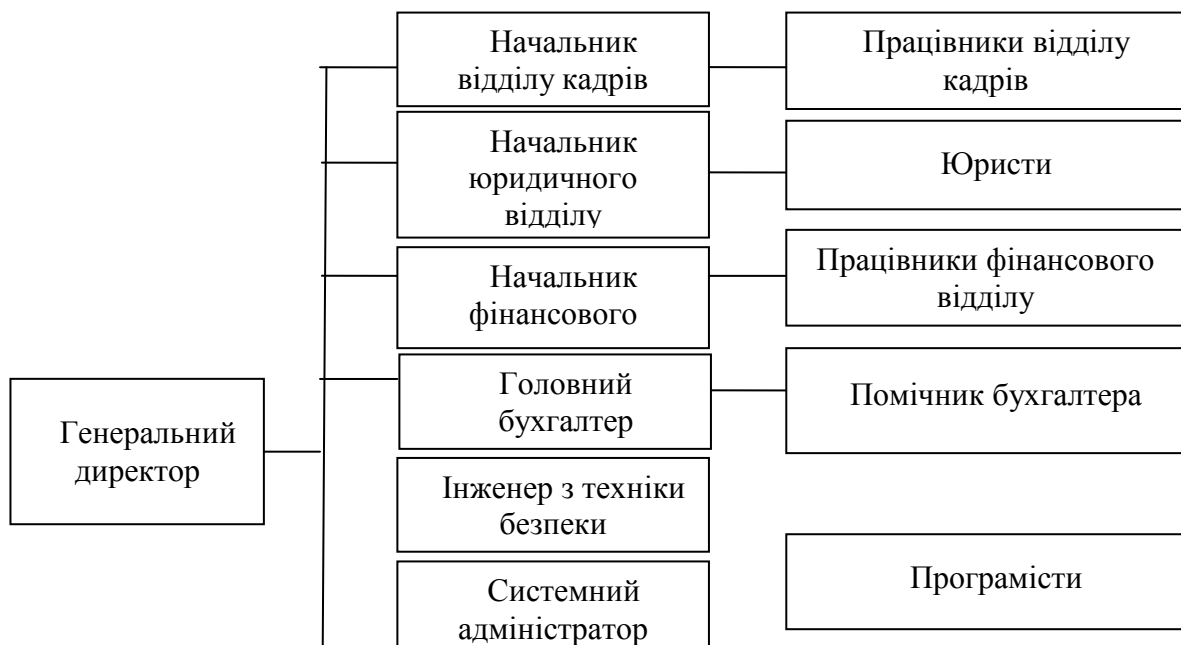 Начальник
відділу кадрів
Працівники відділу
кадрів
Начальник
юридичного
відділу
Юристи
Начальник
фінансового
Працівники фінансового
відділу
Головний
бухгалтер
Помічник бухгалтера
Генеральний
директор
Інженер з техніки
безпеки
Системний
адміністратор
Програмісти